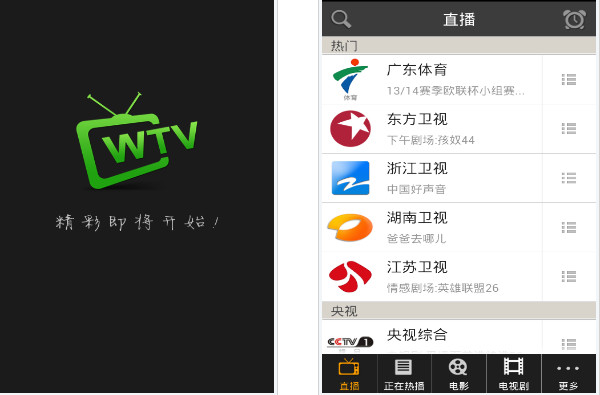 WTV
精彩即将开始!
直播
热门
广东体育
13/14赛季欧联杯小组赛...
体育
东方卫视
下午剧场:孩奴44
浙江卫视
中国好声音
湖南卫视
爸爸去哪儿
江苏卫视
情感剧场:英雄联盟26
央视
央视综合
CCTV 1
直播
正在热播
电影
电视剧
更多